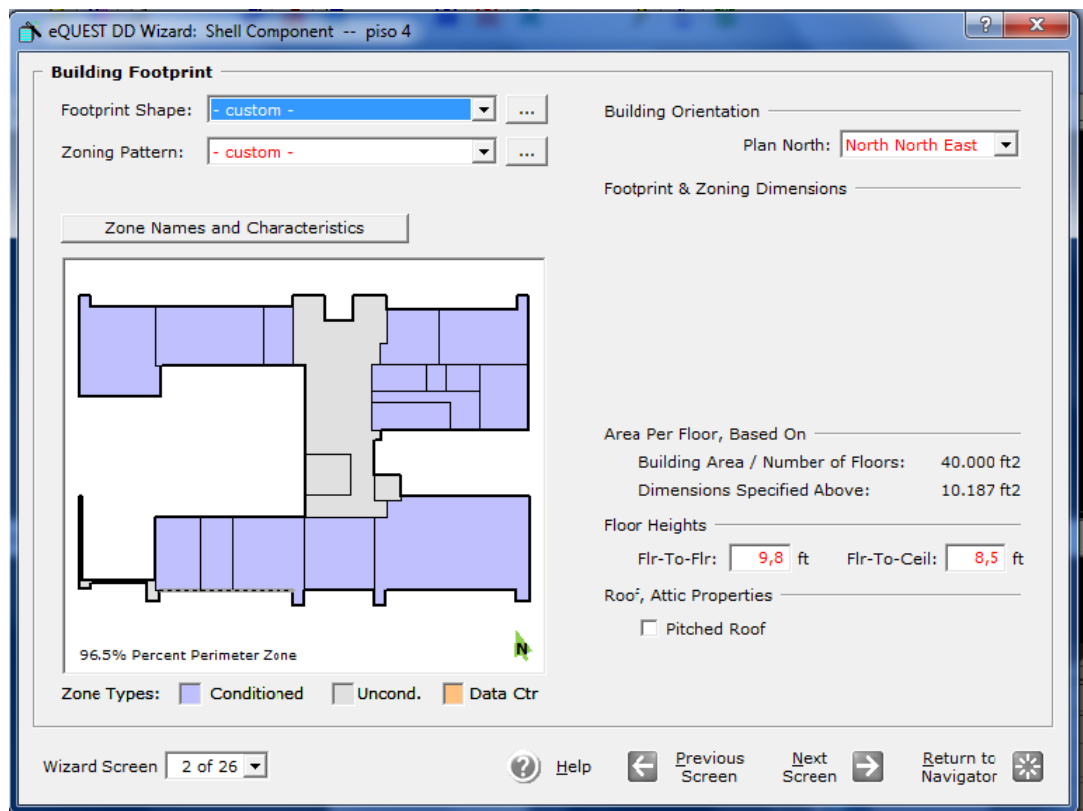 eQUEST DD Wizard: Shell Component -- piso 4
Building Footprint
Footprint Shape: - custom - ...
Zoning Pattern: - custom - ...
Zone Names and Characteristics
Building Orientation
Plan North: North North East
Footprint & Zoning Dimensions
Area Per Floor, Based On
Building Area / Number of Floors: 40.000 ft2
Dimensions Specified Above: 10.187 ft2
Floor Heights
Flr-To-Flr: 9,8 ft Flr-To-Ceil: 8,5 ft
Roof, Attic Properties
Pitched Roof
96.5% Percent Perimeter Zone
N
Zone Types: Conditioned Uncond. Data Ctr
Wizard Screen 2 of 26
? Help
Previous Screen
Next Screen
Return to Navigator